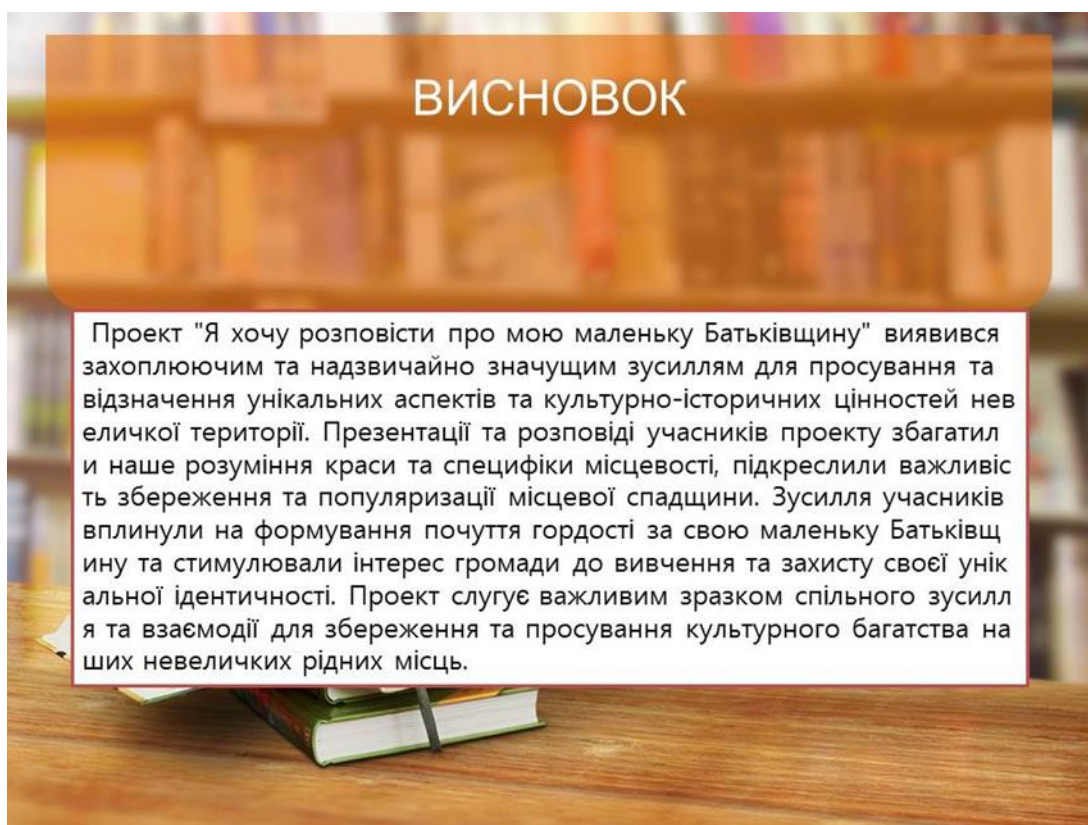 ВИСНОВОК
Проект "Я хочу розповісти про мою маленьку Батьківщину" виявився
захоплюючим та надзвичайно значущим зусиллям для просування та
відзначення унікальних аспектів та культурно-історичних цінностей нев
еличкої території. Презентації та розповіді учасників проекту збагатил
и наше розуміння краси та специфіки місцевості, підкреслили важливіс
ть збереження та популяризації місцевої спадщини. Зусилля учасників
вплинули на формування почуття гордості за свою маленьку Батьківщ
ину та стимулювали інтерес громади до вивчення та захисту своєї унік
альної ідентичності. Проект слугує важливим зразком спільного зусилл
я та взаємодії для збереження та просування культурного багатства на
ших невеличких рідних місць.